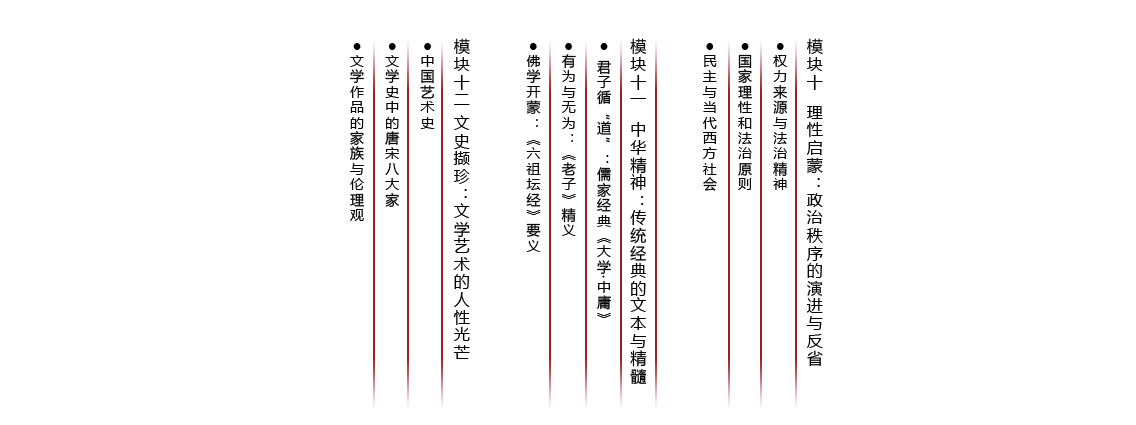 模块十 理性启蒙：政治秩序的演进与反省
●权力来源与法治精神
●国家理性和法治原则
●民主与当代西方社会
模块十一 中华精神：传统经典的文本与精髓
●君子循“道”：儒家经典《大学·中庸》
●有为与无为：《老子》精义
●佛学开蒙：《六祖坛经》要义
模块十二 文史撷珍：文学艺术的人性光芒
●中国艺术史
●文学史中的唐宋八大家
●文学作品的家族与伦理观